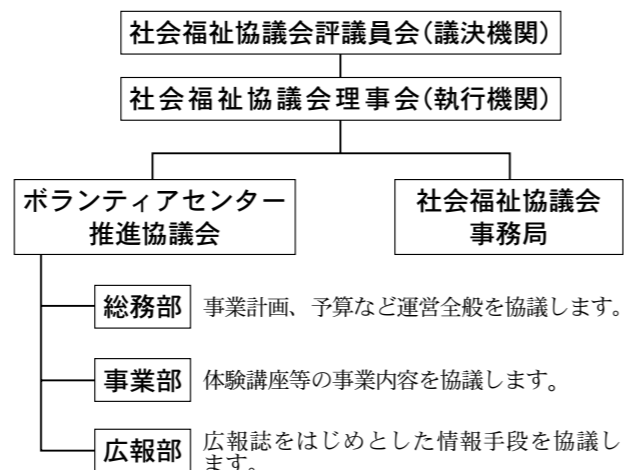 社会福祉協議会評議員会(議決機関)
社会福祉協議会理事会(執行機関)
ボランティアセンター
推進協議会
社会福祉協議会
事務局
総務部
事業計画、予算など運営全般を協議します。
事業部
体験講座等の事業内容を協議します。
広報部
広報誌をはじめとした情報手段を協議し
ます。